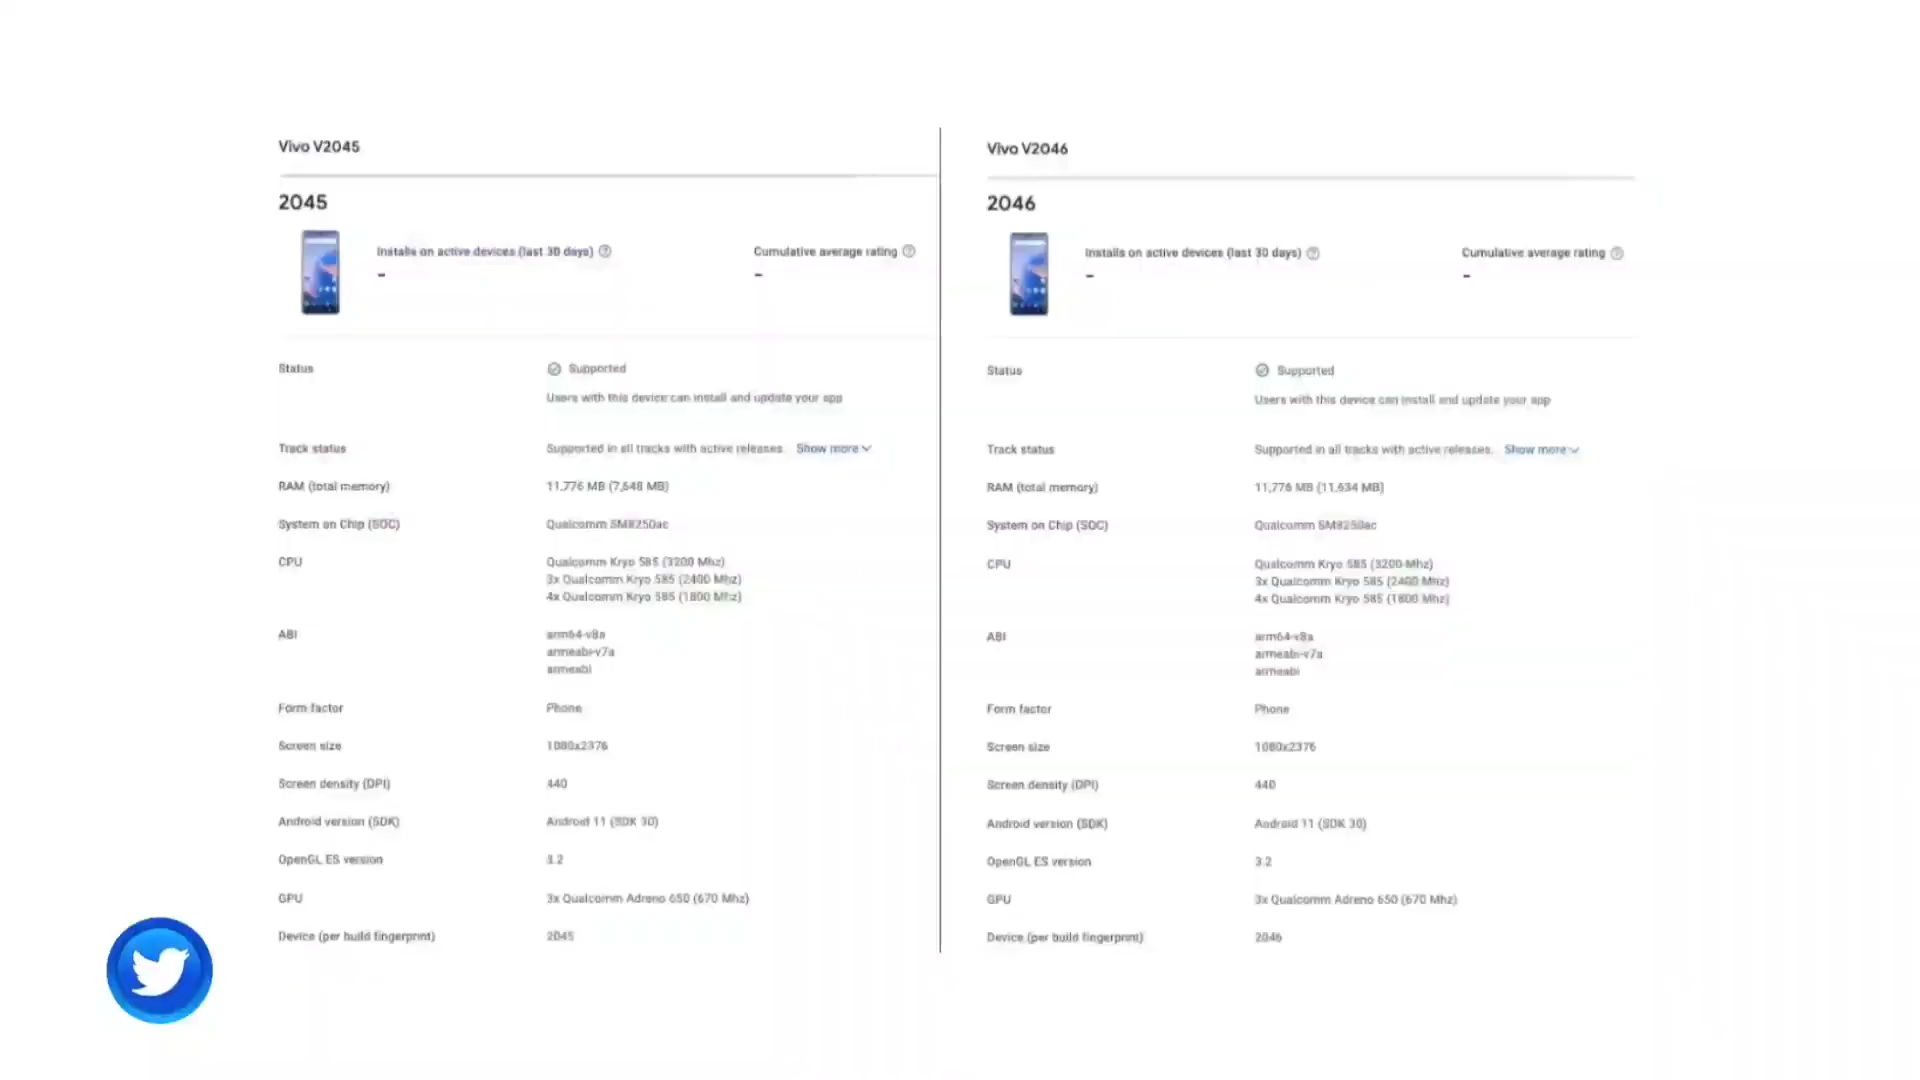 Vivo V2045
2045
Installs on active devices (last 30 days)
Cumulative average rating
-
-
Status
Supported
Users with this device can install and update your app
Track status
Supported in all tracks with active releases. Show more
RAM (total memory)
11,776 MB (7,648 MB)
System on Chip (SOC)
Qualcomm SM8250ac
CPU
Qualcomm Kryo 585 (3200 Mhz)
3x Qualcomm Kryo 585 (2400 Mhz)
4x Qualcomm Kryo 585 (1800 Mhz)
ABI
arm64-v8a
armeabi-v7a
armeabi
Form factor
Phone
Screen size
1080x2376
Screen density (DPI)
440
Android version (SDK)
Android 11 (SDK 30)
OpenGL ES version
3.2
GPU
3x Qualcomm Adreno 650 (670 Mhz)
Device (per build fingerprint)
2045
Vivo V2046
2046
Installs on active devices (last 30 days)
Cumulative average rating
-
-
Status
Supported
Users with this device can install and update your app
Track status
Supported in all tracks with active releases. Show more
RAM (total memory)
11,776 MB (11,634 MB)
System on Chip (SOC)
Qualcomm SM8250ac
CPU
Qualcomm Kryo 585 (3200 Mhz)
3x Qualcomm Kryo 585 (2400 Mhz)
4x Qualcomm Kryo 585 (1800 Mhz)
ABI
arm64-v8a
armeabi-v7a
armeabi
Form factor
Phone
Screen size
1080x2376
Screen density (DPI)
440
Android version (SDK)
Android 11 (SDK 30)
OpenGL ES version
3.2
GPU
3x Qualcomm Adreno 650 (670 Mhz)
Device (per build fingerprint)
2046